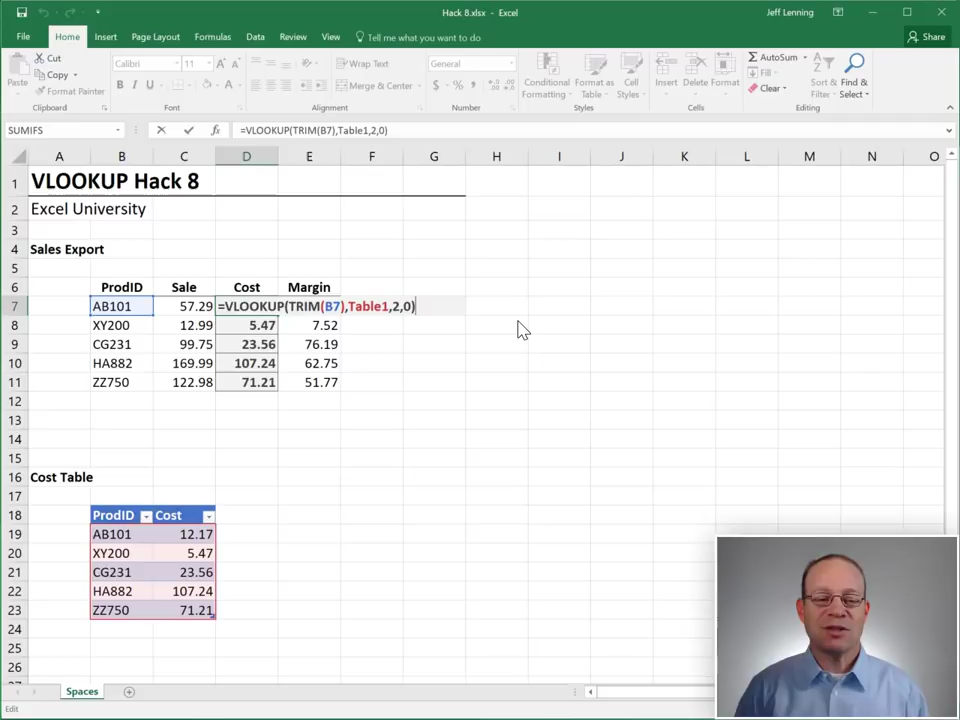 Hack 8.xlsx - Excel
Jeff Lenning
File Home Insert Page Layout Formulas Data Review View Tell me what you want to do Share
Paste
Cut
Copy
Format Painter
Clipboard
Calibri 11
B I U
Font
Wrap Text
Merge & Center
Alignment
General
$ % ,
Number
Conditional Formatting
Format as Table
Cell Styles
Styles
Insert Delete Format
Cells
AutoSum
Fill
Clear
Sort & Filter
Find & Select
Editing
SUMIFS fx =VLOOKUP(TRIM(B7),Table1,2,0)
A B C D E F G H I J K L M N O
1 VLOOKUP Hack 8
2 Excel University
3
4 Sales Export
5
6 ProdID Sale Cost Margin
7 AB101 57.29 =VLOOKUP(TRIM(B7),Table1,2,0)
8 XY200 12.99 5.47 7.52
9 CG231 99.75 23.56 76.19
10 HA882 169.99 107.24 62.75
11 ZZ750 122.98 71.21 51.77
12
13
14
15
16 Cost Table
17
18 ProdID Cost
19 AB101 12.17
20 XY200 5.47
21 CG231 23.56
22 HA882 107.24
23 ZZ750 71.21
24
25
26
Spaces
Edit